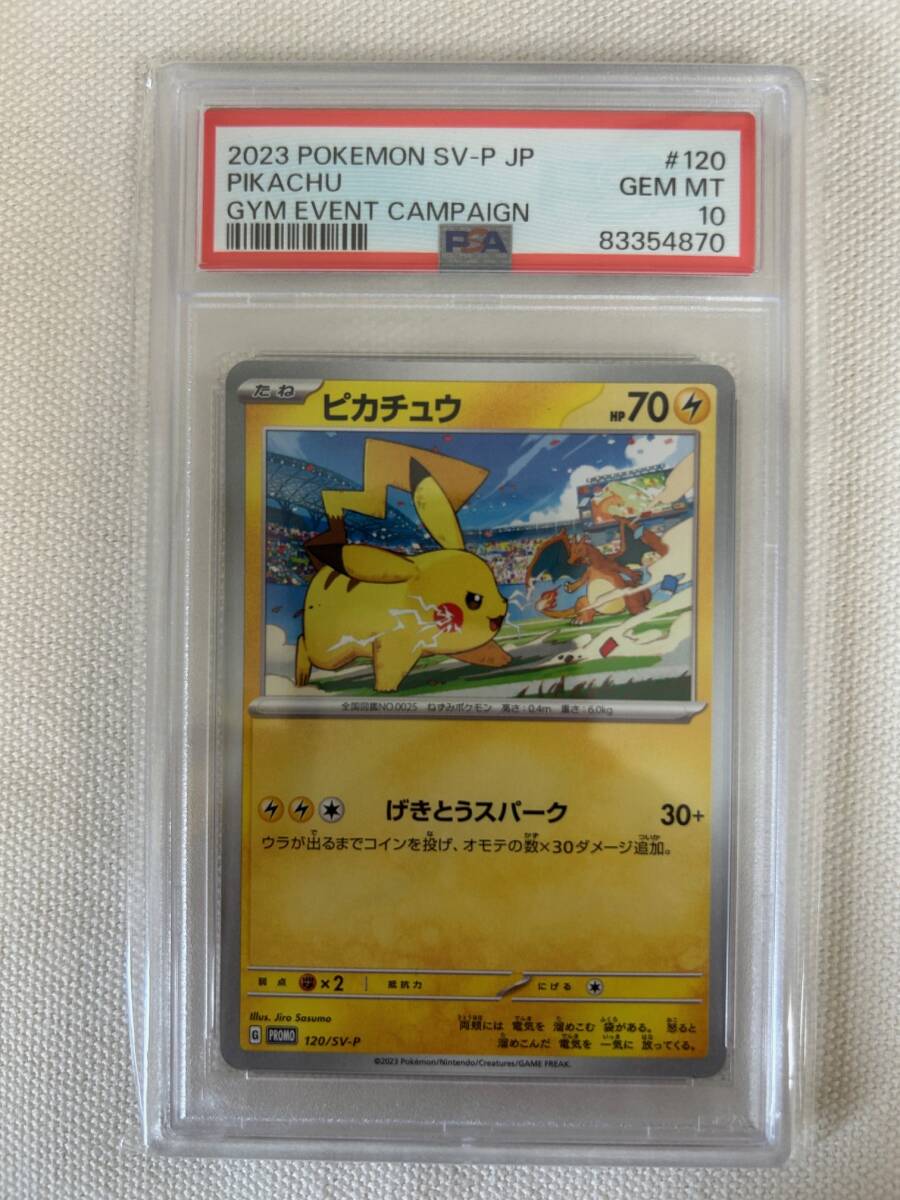 2023 POKEMON SV-P JP #120
PIKACHU GEM MT
GYM EVENT CAMPAIGN 10
83354870
PSA
たね ピカチュウ HP 70
全国図鑑NO.0025 ねずみポケモン 高さ:0.4m 重さ:6.0kg
げきとうスパーク 30+
ウラが出るまでコインを投げ、オモテの数×30ダメージ追加。
弱点 ×2 抵抗力 にげる
Illus. Jiro Sasumo
両頬には 電気を 溜めこむ 袋がある。 怒ると
溜めこんだ 電気を 一気に 放ってくる。
G PROMO 120/SV-P
©2023 Pokémon/Nintendo/Creatures/GAME FREAK.